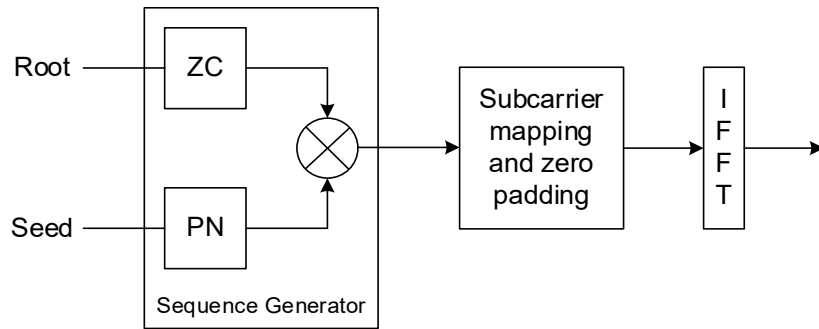 Root
ZC
Seed
PN
Sequence Generator
Subcarrier
mapping
and zero
padding
I
F
F
T